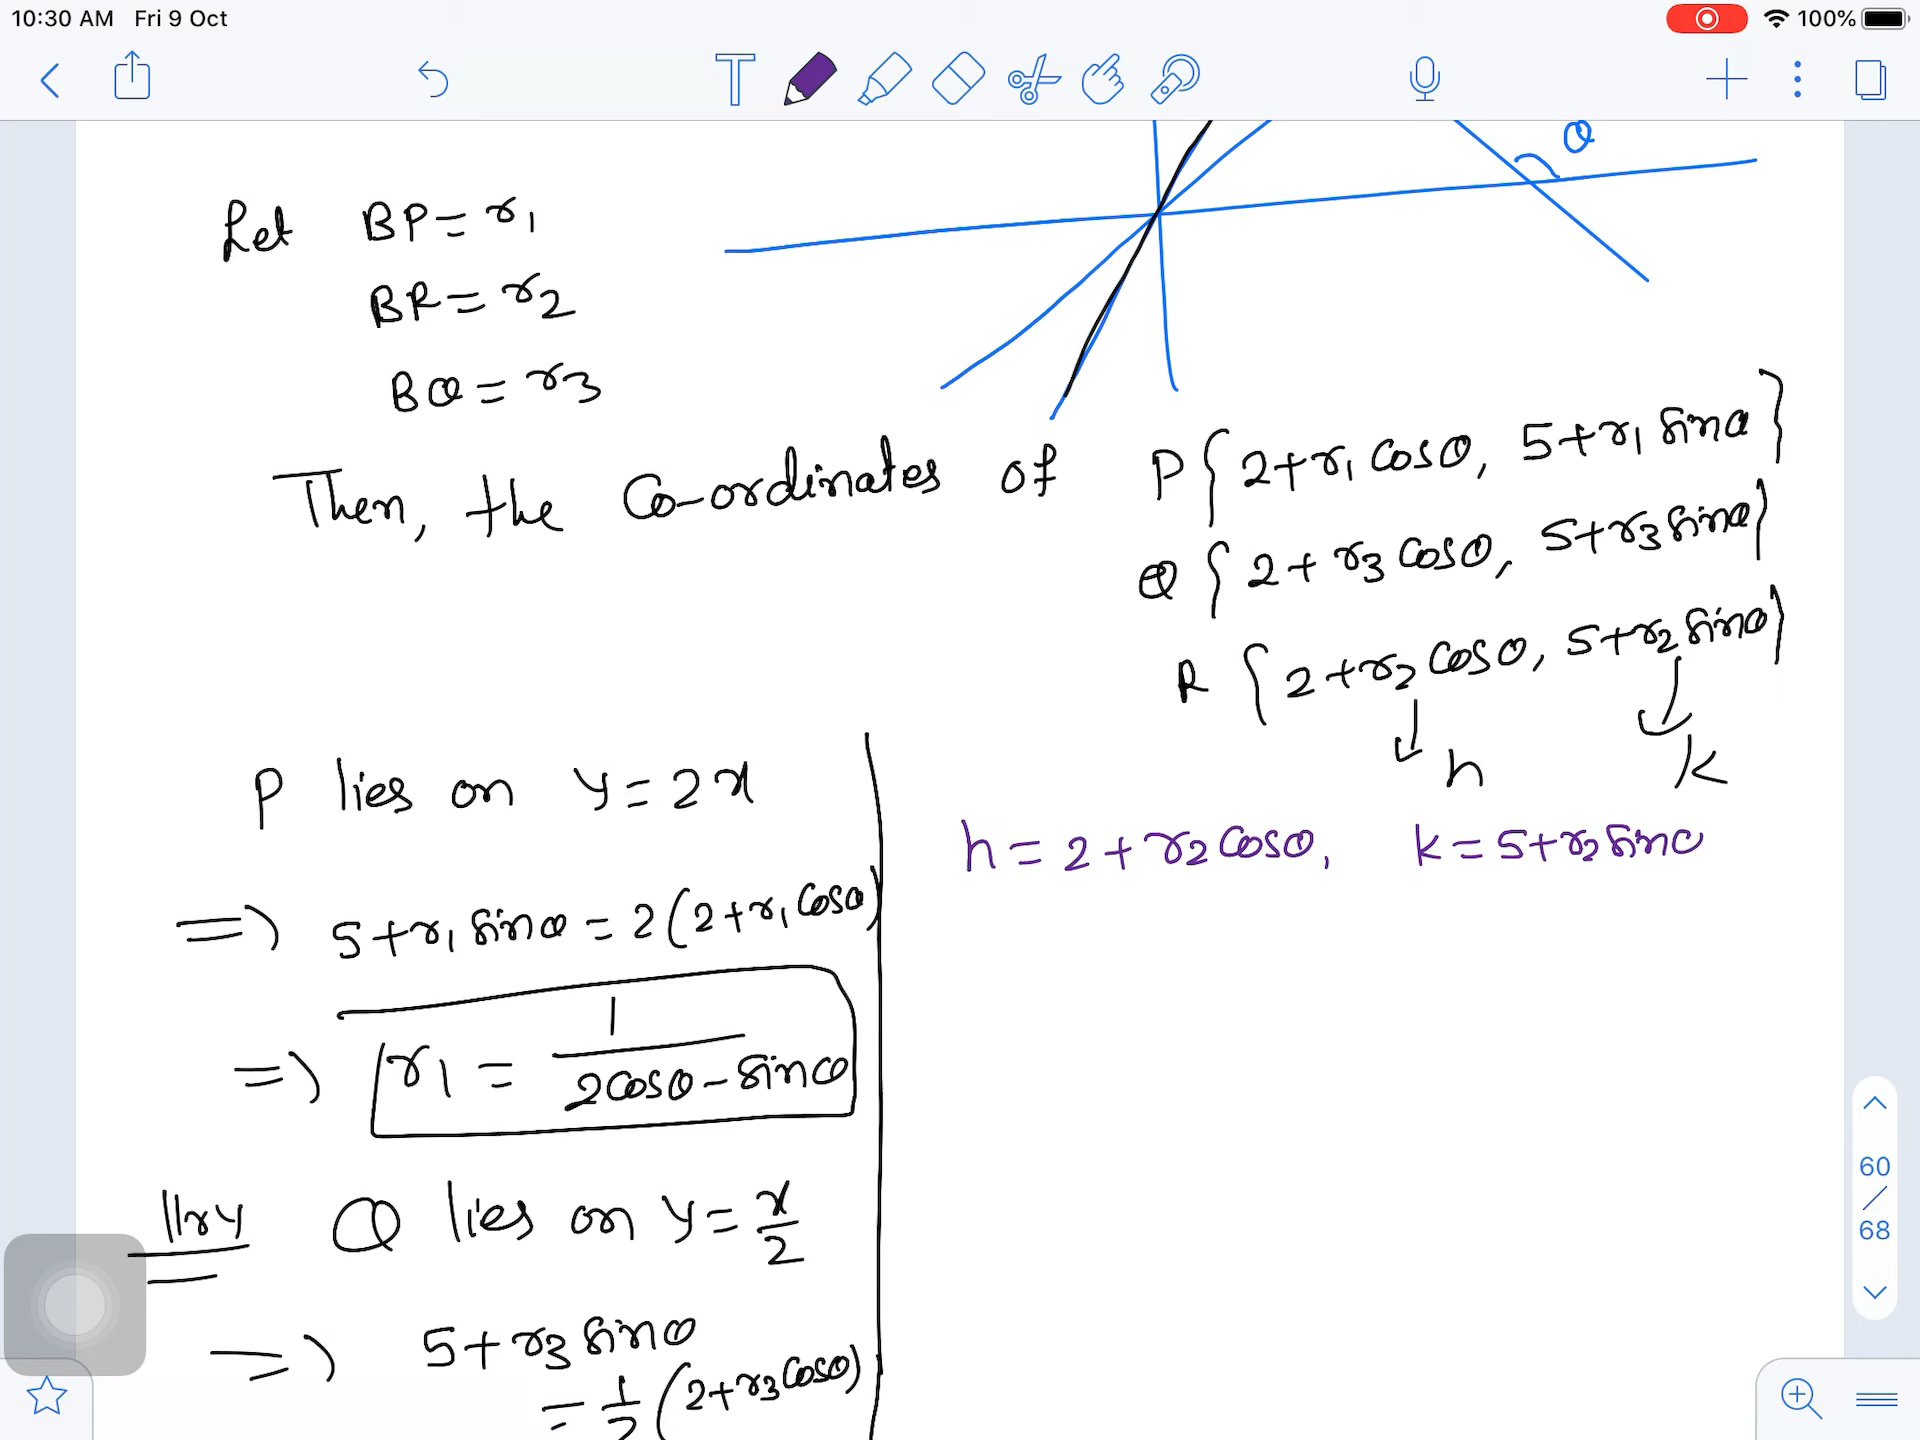 10:30 AM Fri 9 Oct
100%
T
θ
Let BP = r1
BR = r2
BQ = r3
Then, the Co-ordinates of P{2+r1 cosθ, 5+r1 sinθ}
Q{2+r3 cosθ, 5+r3 sinθ}
R{2+r2 cosθ, 5+r2 sinθ}
h k
P lies on y = 2x
h = 2 + r2 cosθ, k = 5+r2 sinθ
=) 5+r1 sinθ = 2(2+r1 cosθ)
=) r1 = 1/(2cosθ - sinθ)
lllry Q lies on y = x/2
=) 5+r3 sinθ
= 1/2 (2+r3 cosθ)
60
/
68